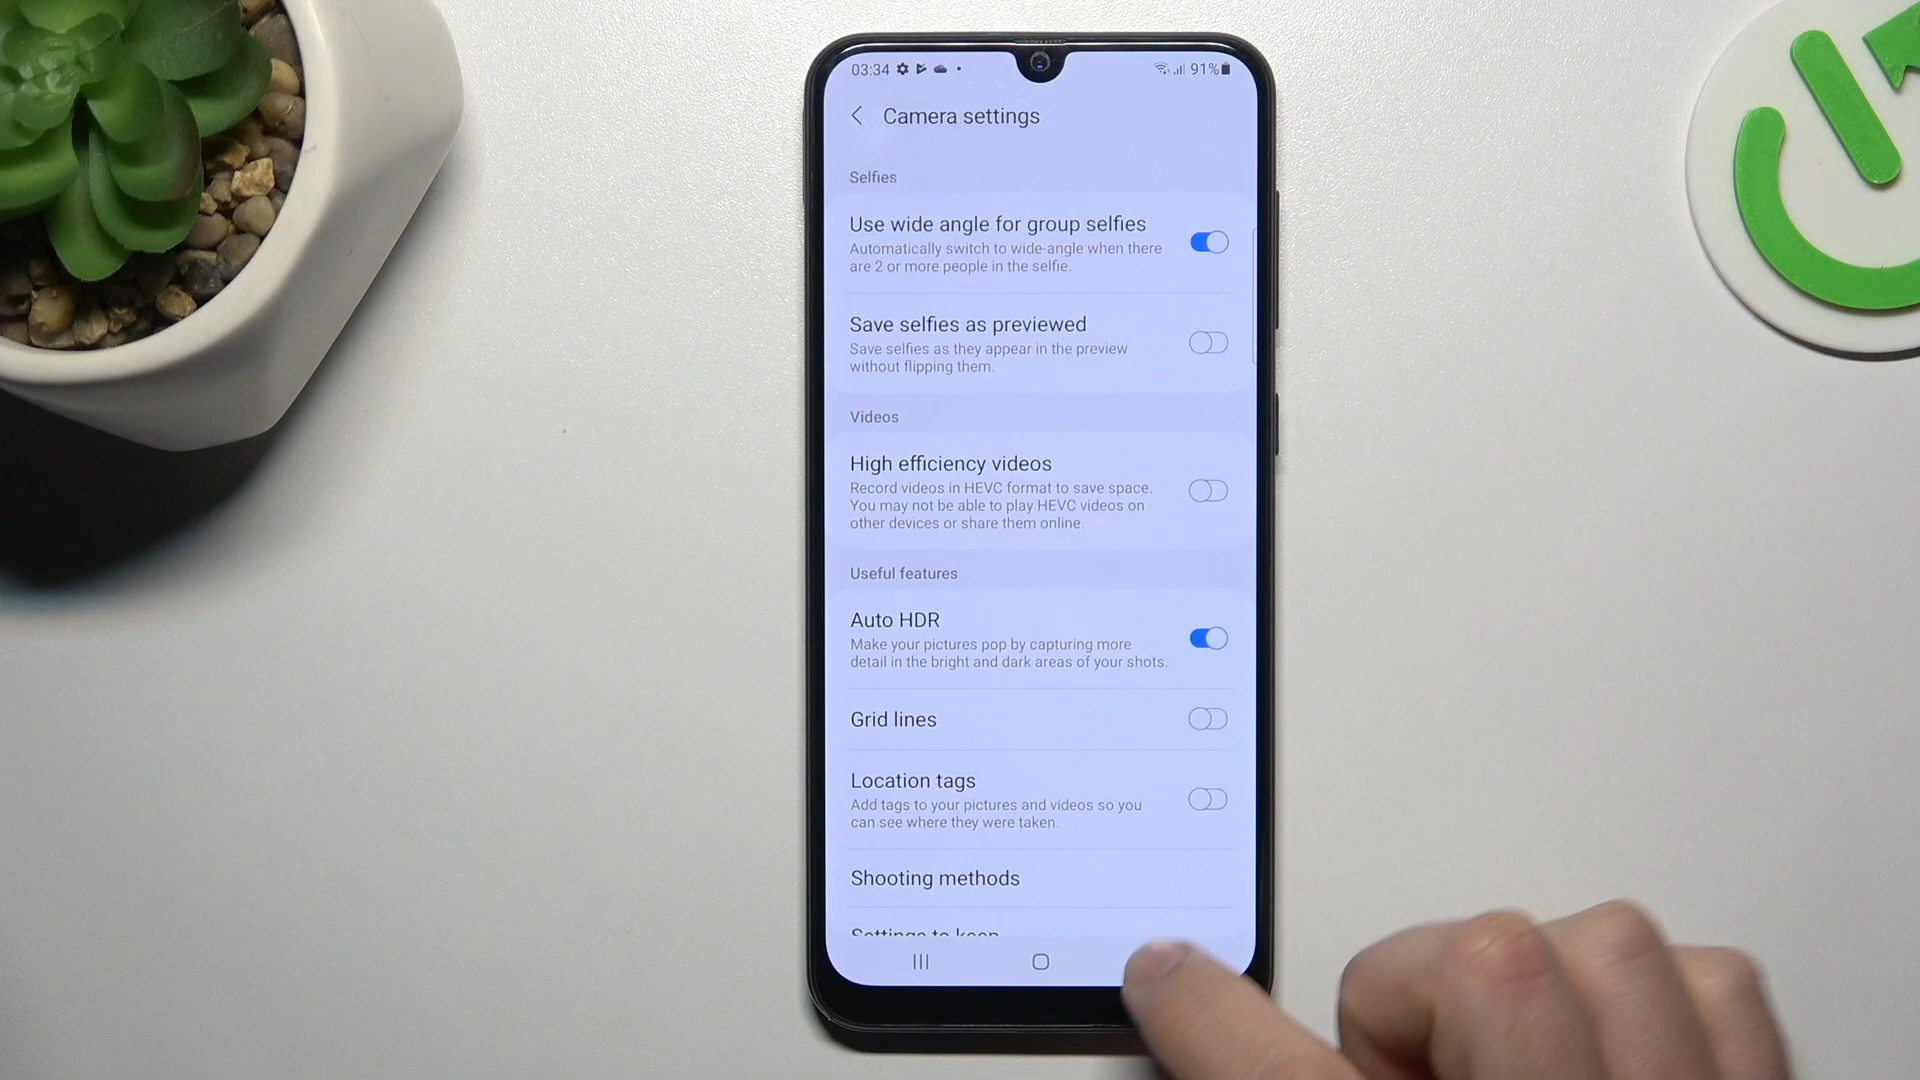 03:34
91%
Camera settings
Selfies
Use wide angle for group selfies
Automatically switch to wide-angle when there
are 2 or more people in the selfie.
Save selfies as previewed
Save selfies as they appear in the preview
without flipping them.
Videos
High efficiency videos
Record videos in HEVC format to save space.
You may not be able to play HEVC videos on
other devices or share them online.
Useful features
Auto HDR
Make your pictures pop by capturing more
detail in the bright and dark areas of your shots.
Grid lines
Location tags
Add tags to your pictures and videos so you
can see where they were taken.
Shooting methods
Settings to keep